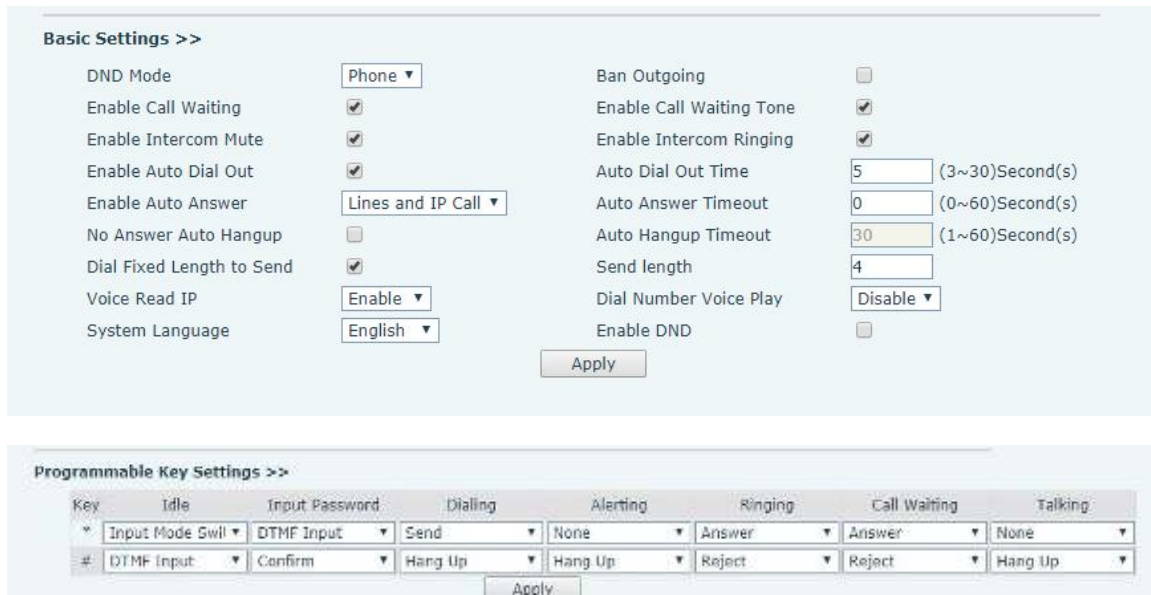 Basic Settings >>
DND Mode Phone Ban Outgoing
Enable Call Waiting Enable Call Waiting Tone
Enable Intercom Mute Enable Intercom Ringing
Enable Auto Dial Out Auto Dial Out Time 5 (3~30)Second(s)
Enable Auto Answer Lines and IP Call Auto Answer Timeout 0 (0~60)Second(s)
No Answer Auto Hangup Auto Hangup Timeout 30 (1~60)Second(s)
Dial Fixed Length to Send Send length 4
Voice Read IP Enable Dial Number Voice Play Disable
System Language English Enable DND
Apply
Programmable Key Settings >>
Key Idle Input Password Dialing Alerting Ringing Call Waiting Talking
* Input Mode Swil DTMF Input Send None Answer Answer None
# DTMF Input Confirm Hang Up Hang Up Reject Reject Hang Up
Apply